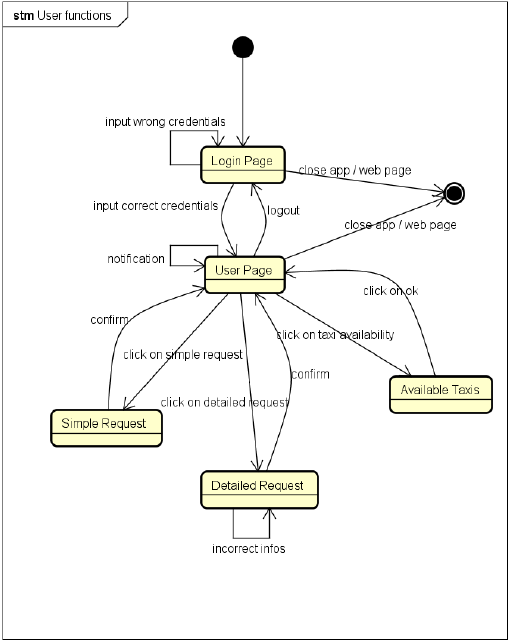 stm User functions
input wrong credentials
Login Page
close app / web page
input correct credentials
logout
close app / web page
notification
User Page
click on ok
confirm
click on taxi availability
click on simple request
confirm
Available Taxis
click on detailed request
Simple Request
Detailed Request
incorrect infos